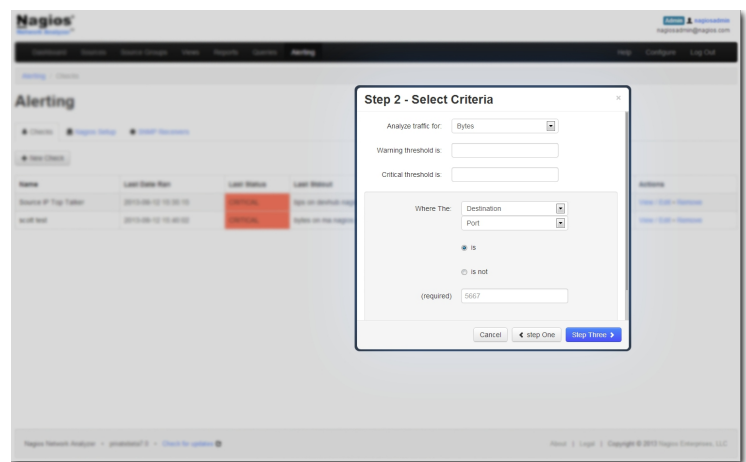 Nagios®
Network Analyzer™
Admin nagiosadmin
nagiosadmin@nagios.com
Dashboard Sources Source Groups Views Reports Queries Alerting Help Configure Log Out
Alerting / Checks
Alerting
Checks Nagios Setup SNMP Receivers
New Check
Name Last Date Ran Last Status Last Stdout Actions
Source IP Top Talker CRITICAL View / Edit • Remove
scott test CRITICAL View / Edit • Remove
Step 2 - Select Criteria ×
Analyze traffic for: Bytes
Warning threshold is:
Critical threshold is:
Where The: Destination
Port
is
is not
(required) 5667
Cancel step One Step Three
Nagios Network Analyzer • Check for updates About | Legal | Copyright © 2013 Nagios Enterprises, LLC